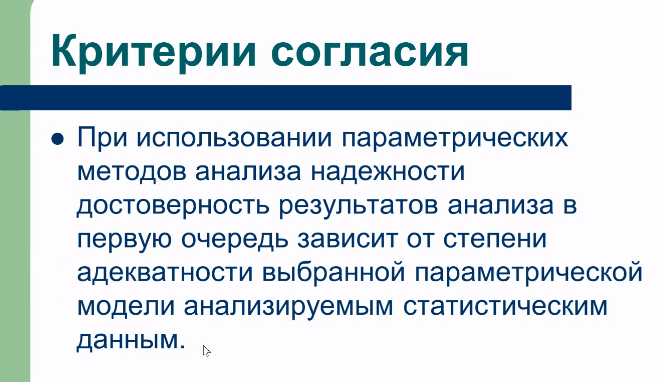 Критерии согласия
При использовании параметрических
методов анализа надежности
достоверность результатов анализа в
первую очередь зависит от степени
адекватности выбранной параметрической
модели анализируемым статистическим
данным.